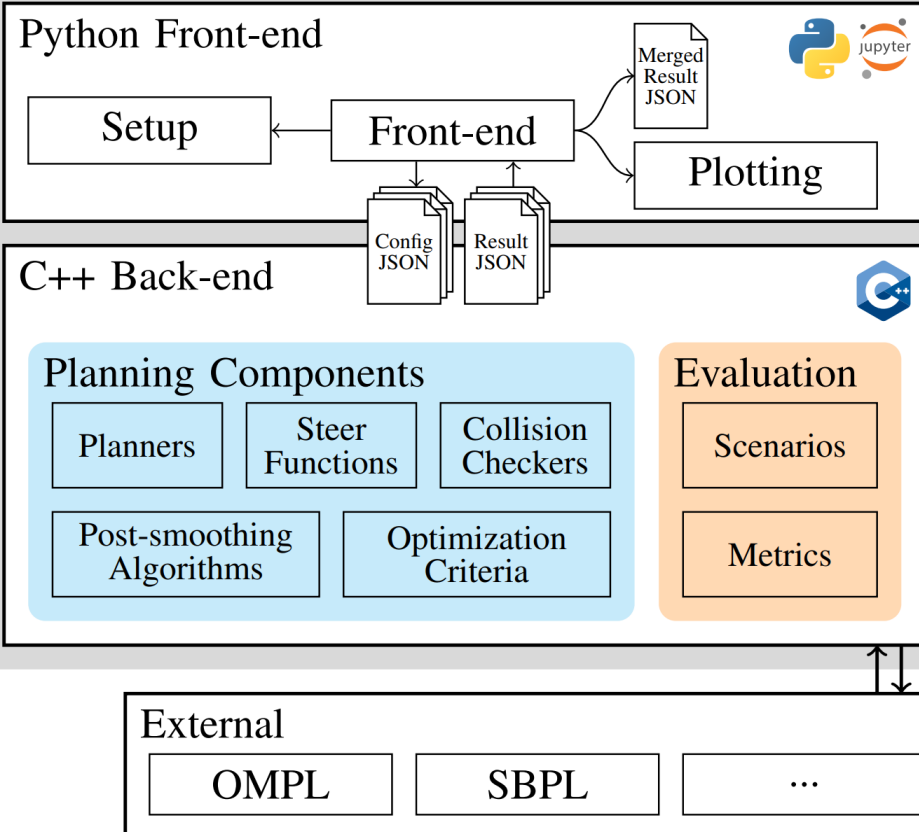 Python Front-end
jupyter
Merged
Result
JSON
Setup
Front-end
Plotting
Config
JSON
Result
JSON
C++ Back-end
C++
Planning Components
Evaluation
Planners
Steer
Functions
Collision
Checkers
Scenarios
Post-smoothing
Algorithms
Optimization
Criteria
Metrics
External
OMPL
SBPL
...